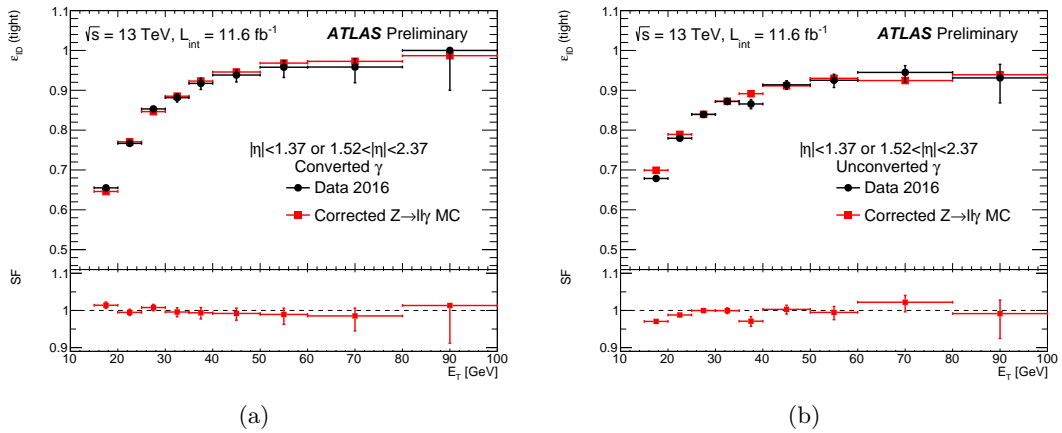 ε_ID (tight)
√s = 13 TeV, L_int = 11.6 fb⁻¹
ATLAS Preliminary
1.1
1
0.9
0.8
0.7
0.6
0.5
|η|<1.37 or 1.52<|η|<2.37
Converted γ
Data 2016
Corrected Z→llγ MC
SF
1.1
1
0.9
10 20 30 40 50 60 70 80 90 100
E_T [GeV]
(a)
ε_ID (tight)
√s = 13 TeV, L_int = 11.6 fb⁻¹
ATLAS Preliminary
1.1
1
0.9
0.8
0.7
0.6
0.5
|η|<1.37 or 1.52<|η|<2.37
Unconverted γ
Data 2016
Corrected Z→llγ MC
SF
1.1
1
0.9
10 20 30 40 50 60 70 80 90 100
E_T [GeV]
(b)